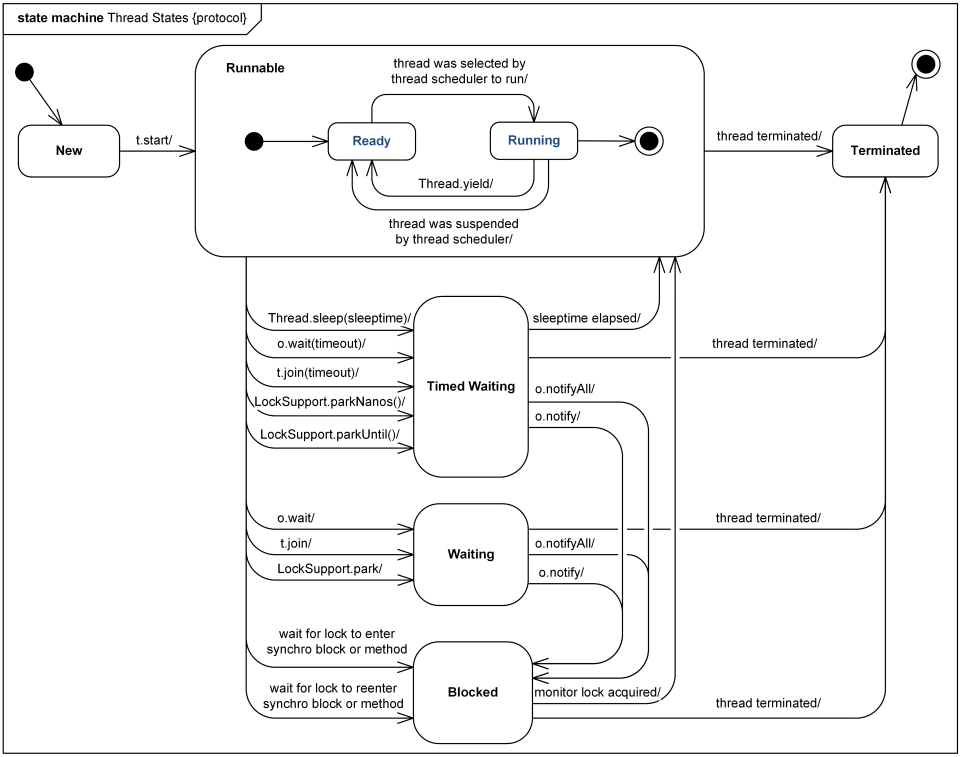 state machine Thread States {protocol}
Runnable
thread was selected by
thread scheduler to run/
New
t.start/
Ready
Running
thread terminated/
Terminated
Thread.yield/
thread was suspended
by thread scheduler/
Thread.sleep(sleeptime)/
sleeptime elapsed/
o.wait(timeout)/
thread terminated/
t.join(timeout)/
Timed Waiting
o.notifyAll/
LockSupport.parkNanos()/
o.notify/
LockSupport.parkUntil()/
o.wait/
thread terminated/
t.join/
Waiting
o.notifyAll/
LockSupport.park/
o.notify/
wait for lock to enter
synchro block or method
wait for lock to reenter
synchro block or method
Blocked
monitor lock acquired/
thread terminated/